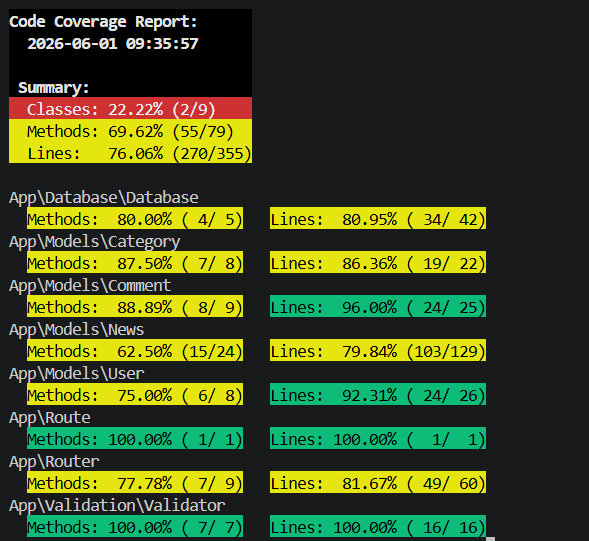 Code Coverage Report:
  2026-06-01 09:35:57

 Summary:
  Classes: 22.22% (2/9)
  Methods: 69.62% (55/79)
  Lines:   76.06% (270/355)

App\Database\Database
  Methods:  80.00% ( 4/ 5)   Lines:  80.95% ( 34/ 42)
App\Models\Category
  Methods:  87.50% ( 7/ 8)   Lines:  86.36% ( 19/ 22)
App\Models\Comment
  Methods:  88.89% ( 8/ 9)   Lines:  96.00% ( 24/ 25)
App\Models\News
  Methods:  62.50% (15/24)   Lines:  79.84% (103/129)
App\Models\User
  Methods:  75.00% ( 6/ 8)   Lines:  92.31% ( 24/ 26)
App\Route
  Methods: 100.00% ( 1/ 1)   Lines: 100.00% (  1/  1)
App\Router
  Methods:  77.78% ( 7/ 9)   Lines:  81.67% ( 49/ 60)
App\Validation\Validator
  Methods: 100.00% ( 7/ 7)   Lines: 100.00% ( 16/ 16)